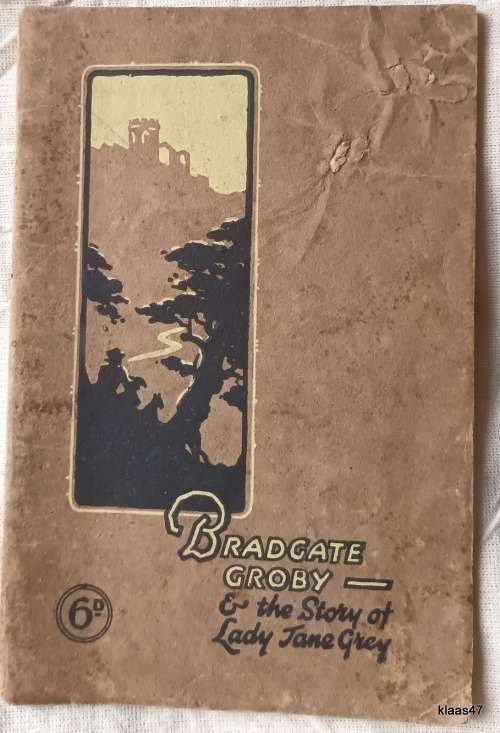 BRADGATE
GROBY —
& the Story of
Lady Jane Grey
6D
klaas47